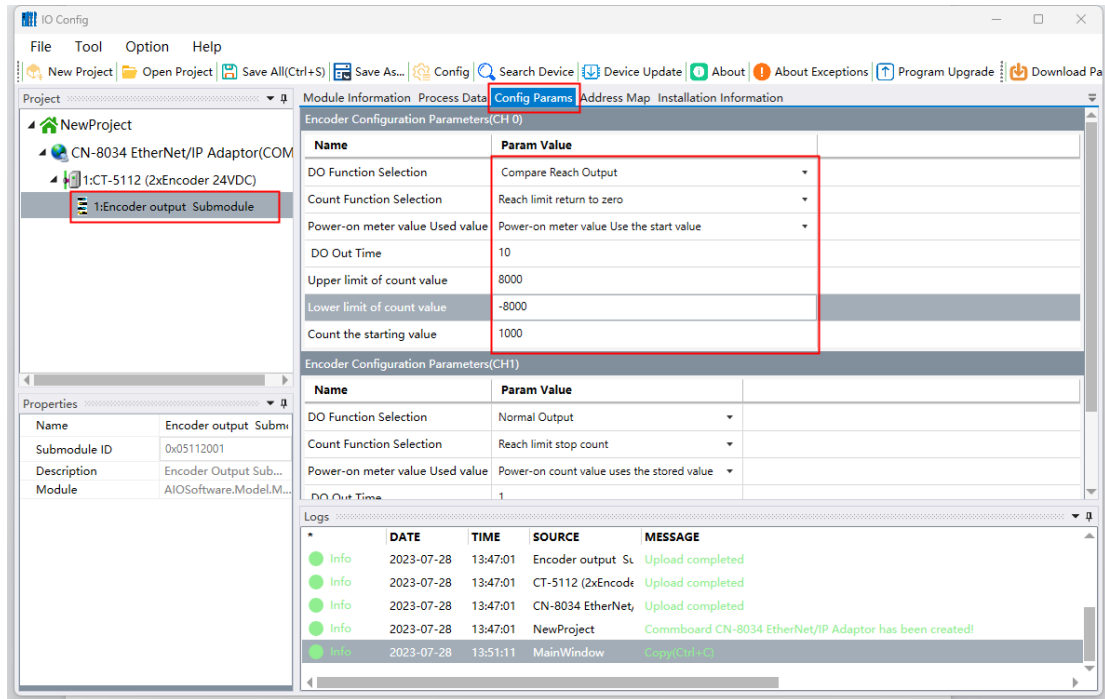 IO Config
File Tool Option Help
New Project Open Project Save All(Ctrl+S) Save As... Config Search Device Device Update About About Exceptions Program Upgrade Download Pa
Project
NewProject
CN-8034 EtherNet/IP Adaptor(COM
1:CT-5112 (2xEncoder 24VDC)
1:Encoder output Submodule
Module Information Process Data Config Params Address Map Installation Information
Encoder Configuration Parameters(CH 0)
Name Param Value
DO Function Selection Compare Reach Output
Count Function Selection Reach limit return to zero
Power-on meter value Used value Power-on meter value Use the start value
DO Out Time 10
Upper limit of count value 8000
Lower limit of count value -8000
Count the starting value 1000
Encoder Configuration Parameters(CH1)
Name Param Value
DO Function Selection Normal Output
Count Function Selection Reach limit stop count
Power-on meter value Used value Power-on count value uses the stored value
DO Out Time 1
Properties
Name Encoder output Subm
Submodule ID 0x05112001
Description Encoder Output Sub...
Module AIOSoftware.Model.M...
Logs
* DATE TIME SOURCE MESSAGE
Info 2023-07-28 13:47:01 Encoder output Su Upload completed
Info 2023-07-28 13:47:01 CT-5112 (2xEncode Upload completed
Info 2023-07-28 13:47:01 CN-8034 EtherNet/ Upload completed
Info 2023-07-28 13:47:01 NewProject Commboard CN-8034 EtherNet/IP Adaptor has been created!
Info 2023-07-28 13:51:11 MainWindow Copy(Ctrl+C)